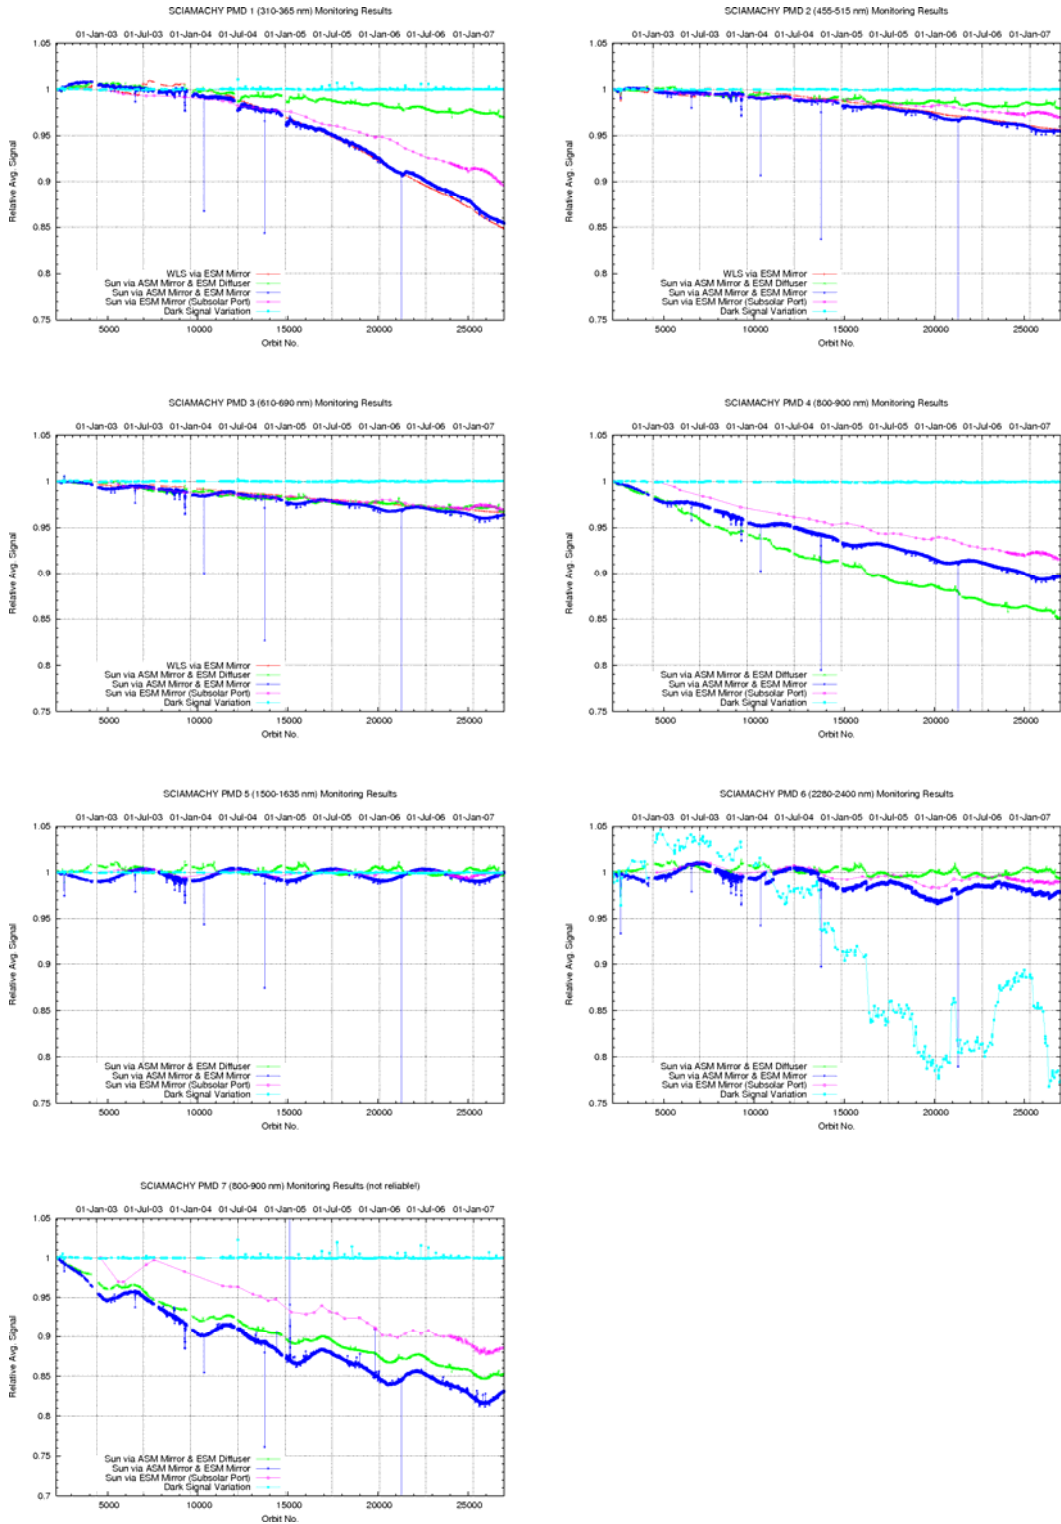 SCIAMACHY PMD 1 (310-365 nm) Monitoring Results
01-Jan-03 01-Jul-03 01-Jan-04 01-Jul-04 01-Jan-05 01-Jul-05 01-Jan-06 01-Jul-06 01-Jan-07
1.05
1
0.95
0.9
0.85
0.8
0.75
Relative Avg. Signal
WLS via ESM Mirror
Sun via ASM Mirror & ESM Diffuser
Sun via ASM Mirror & ESM Mirror
Sun via ESM Mirror (Subsolar Port)
Dark Signal Variation
5000 10000 15000 20000 25000
Orbit No.
SCIAMACHY PMD 2 (455-515 nm) Monitoring Results
01-Jan-03 01-Jul-03 01-Jan-04 01-Jul-04 01-Jan-05 01-Jul-05 01-Jan-06 01-Jul-06 01-Jan-07
1.05
1
0.95
0.9
0.85
0.8
0.75
Relative Avg. Signal
WLS via ESM Mirror
Sun via ASM Mirror & ESM Diffuser
Sun via ASM Mirror & ESM Mirror
Sun via ESM Mirror (Subsolar Port)
Dark Signal Variation
5000 10000 15000 20000 25000
Orbit No.
SCIAMACHY PMD 3 (610-690 nm) Monitoring Results
01-Jan-03 01-Jul-03 01-Jan-04 01-Jul-04 01-Jan-05 01-Jul-05 01-Jan-06 01-Jul-06 01-Jan-07
1.05
1
0.95
0.9
0.85
0.8
0.75
Relative Avg. Signal
WLS via ESM Mirror
Sun via ASM Mirror & ESM Diffuser
Sun via ASM Mirror & ESM Mirror
Sun via ESM Mirror (Subsolar Port)
Dark Signal Variation
5000 10000 15000 20000 25000
Orbit No.
SCIAMACHY PMD 4 (800-900 nm) Monitoring Results
01-Jan-03 01-Jul-03 01-Jan-04 01-Jul-04 01-Jan-05 01-Jul-05 01-Jan-06 01-Jul-06 01-Jan-07
1.05
1
0.95
0.9
0.85
0.8
0.75
Relative Avg. Signal
Sun via ASM Mirror & ESM Diffuser
Sun via ASM Mirror & ESM Mirror
Sun via ESM Mirror (Subsolar Port)
Dark Signal Variation
5000 10000 15000 20000 25000
Orbit No.
SCIAMACHY PMD 5 (1500-1635 nm) Monitoring Results
01-Jan-03 01-Jul-03 01-Jan-04 01-Jul-04 01-Jan-05 01-Jul-05 01-Jan-06 01-Jul-06 01-Jan-07
1.05
1
0.95
0.9
0.85
0.8
0.75
Relative Avg. Signal
Sun via ASM Mirror & ESM Diffuser
Sun via ASM Mirror & ESM Mirror
Sun via ESM Mirror (Subsolar Port)
Dark Signal Variation
5000 10000 15000 20000 25000
Orbit No.
SCIAMACHY PMD 6 (2280-2400 nm) Monitoring Results
01-Jan-03 01-Jul-03 01-Jan-04 01-Jul-04 01-Jan-05 01-Jul-05 01-Jan-06 01-Jul-06 01-Jan-07
1.05
1
0.95
0.9
0.85
0.8
0.75
Relative Avg. Signal
Sun via ASM Mirror & ESM Diffuser
Sun via ASM Mirror & ESM Mirror
Sun via ESM Mirror (Subsolar Port)
Dark Signal Variation
5000 10000 15000 20000 25000
Orbit No.
SCIAMACHY PMD 7 (800-900 nm) Monitoring Results (not reliable!)
01-Jan-03 01-Jul-03 01-Jan-04 01-Jul-04 01-Jan-05 01-Jul-05 01-Jan-06 01-Jul-06 01-Jan-07
1.05
1
0.95
0.9
0.85
0.8
0.75
0.7
Relative Avg. Signal
Sun via ASM Mirror & ESM Diffuser
Sun via ASM Mirror & ESM Mirror
Sun via ESM Mirror (Subsolar Port)
Dark Signal Variation
5000 10000 15000 20000 25000
Orbit No.